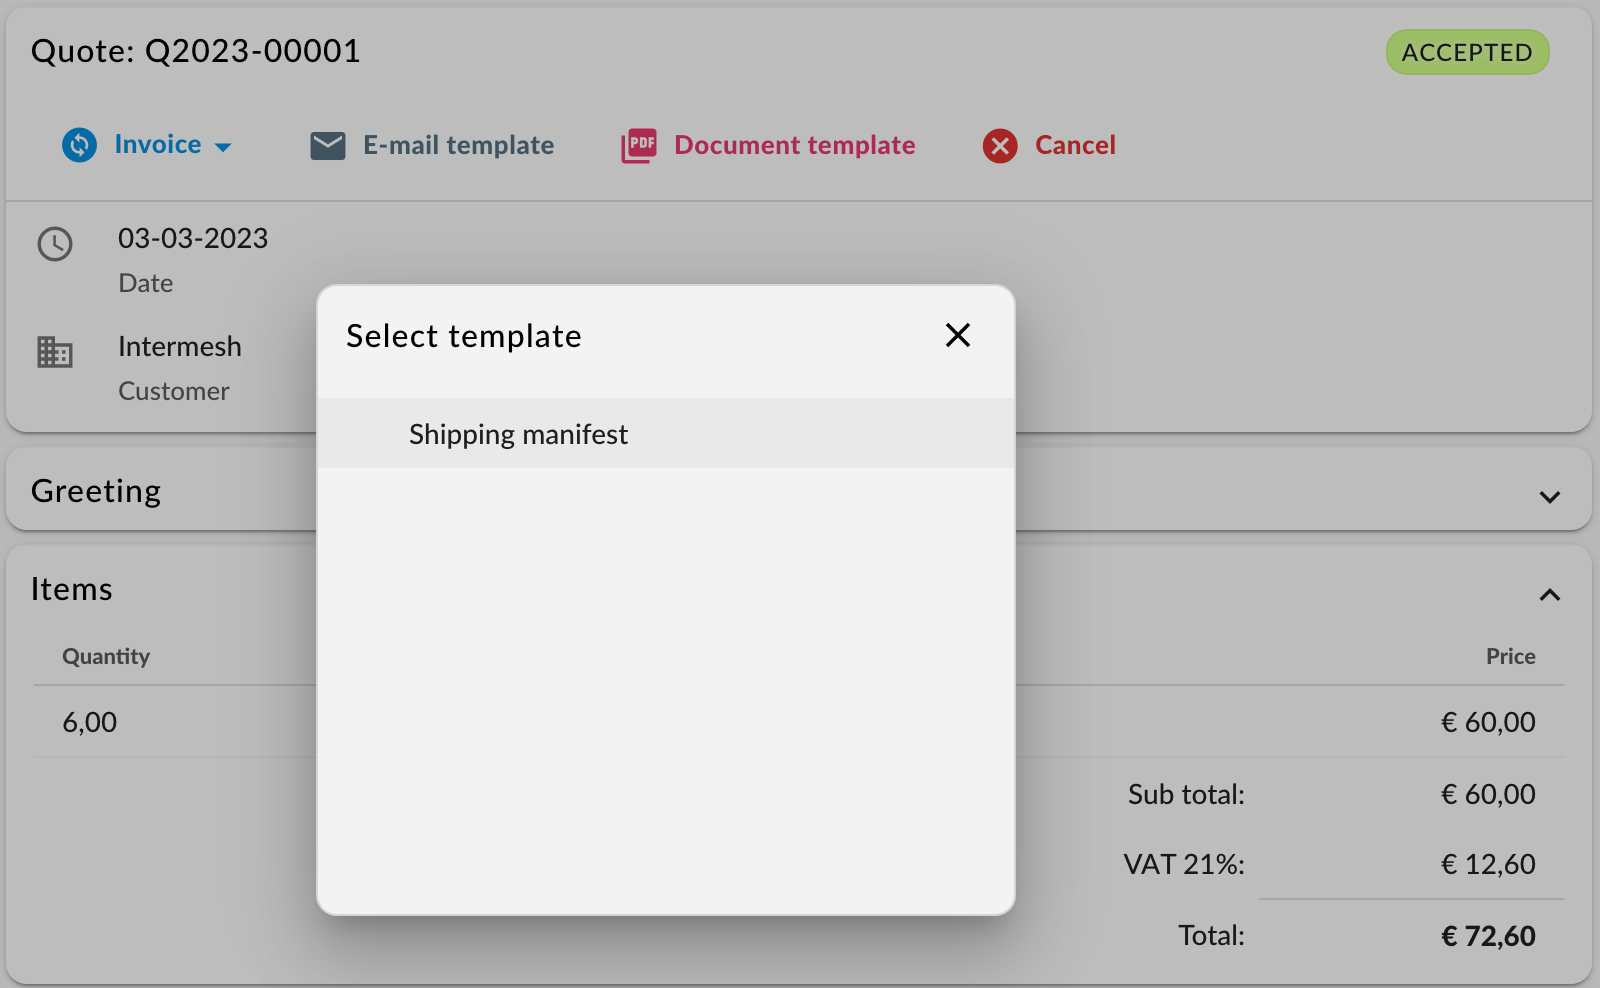 Quote: Q2023-00001
ACCEPTED
Invoice
E-mail template
PDF
Document template
Cancel
03-03-2023
Date
Intermesh
Customer
Select template
Shipping manifest
Greeting
Items
Quantity
Price
6,00
€ 60,00
Sub total:
€ 60,00
VAT 21%:
€ 12,60
Total:
€ 72,60